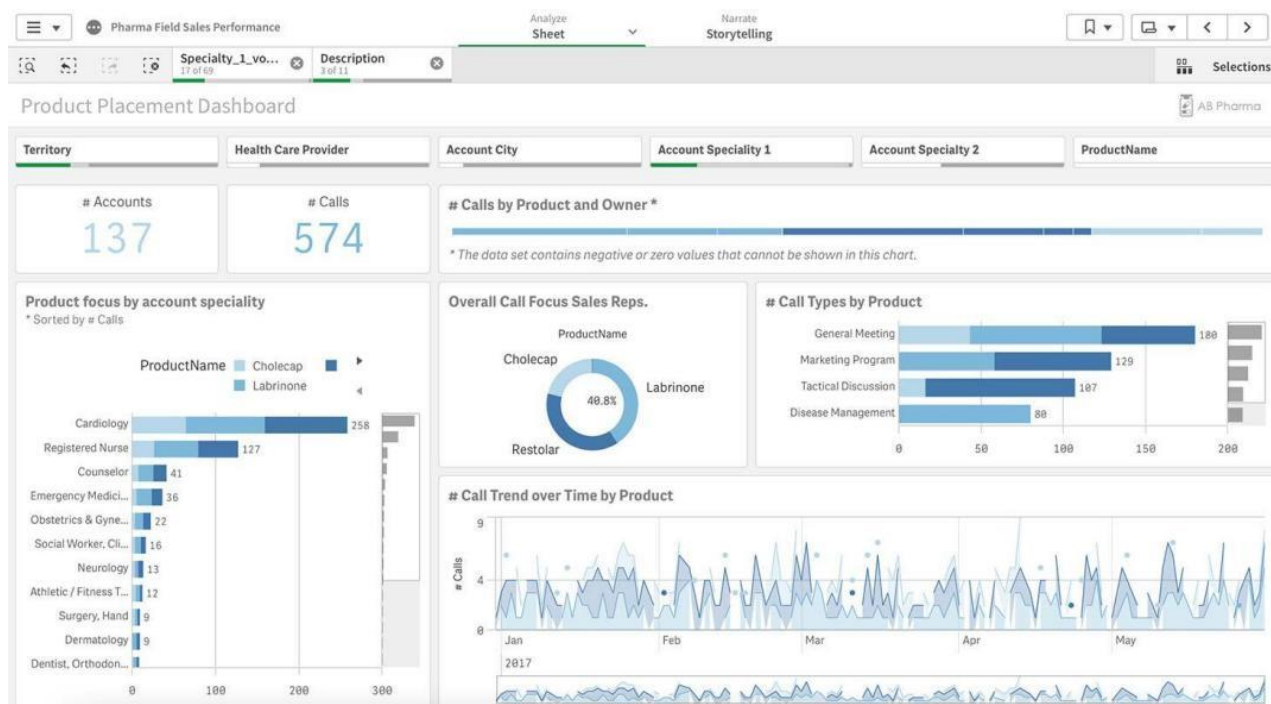 Pharma Field Sales Performance
Analyze
Sheet
Narrate
Storytelling
Specialty_1_vo...
17 of 69
Description
3 of 11
Selections
Product Placement Dashboard
AB Pharma
Territory
Health Care Provider
Account City
Account Speciality 1
Account Specialty 2
ProductName
# Accounts
137
# Calls
574
# Calls by Product and Owner *
* The data set contains negative or zero values that cannot be shown in this chart.
Product focus by account speciality
* Sorted by # Calls
ProductName
Cholecap
Labrinone
Cardiology 258
Registered Nurse 127
Counselor 41
Emergency Medici... 36
Obstetrics & Gyne... 22
Social Worker, Cli... 16
Neurology 13
Athletic / Fitness T... 12
Surgery, Hand 9
Dermatology 9
Dentist, Orthodon...
0 100 200 300
Overall Call Focus Sales Reps.
ProductName
Cholecap
Labrinone
40.8%
Restolar
# Call Types by Product
General Meeting 180
Marketing Program 129
Tactical Discussion 107
Disease Management 80
0 50 100 150 200
# Call Trend over Time by Product
# Calls
9
4
0
Jan Feb Mar Apr May
2017